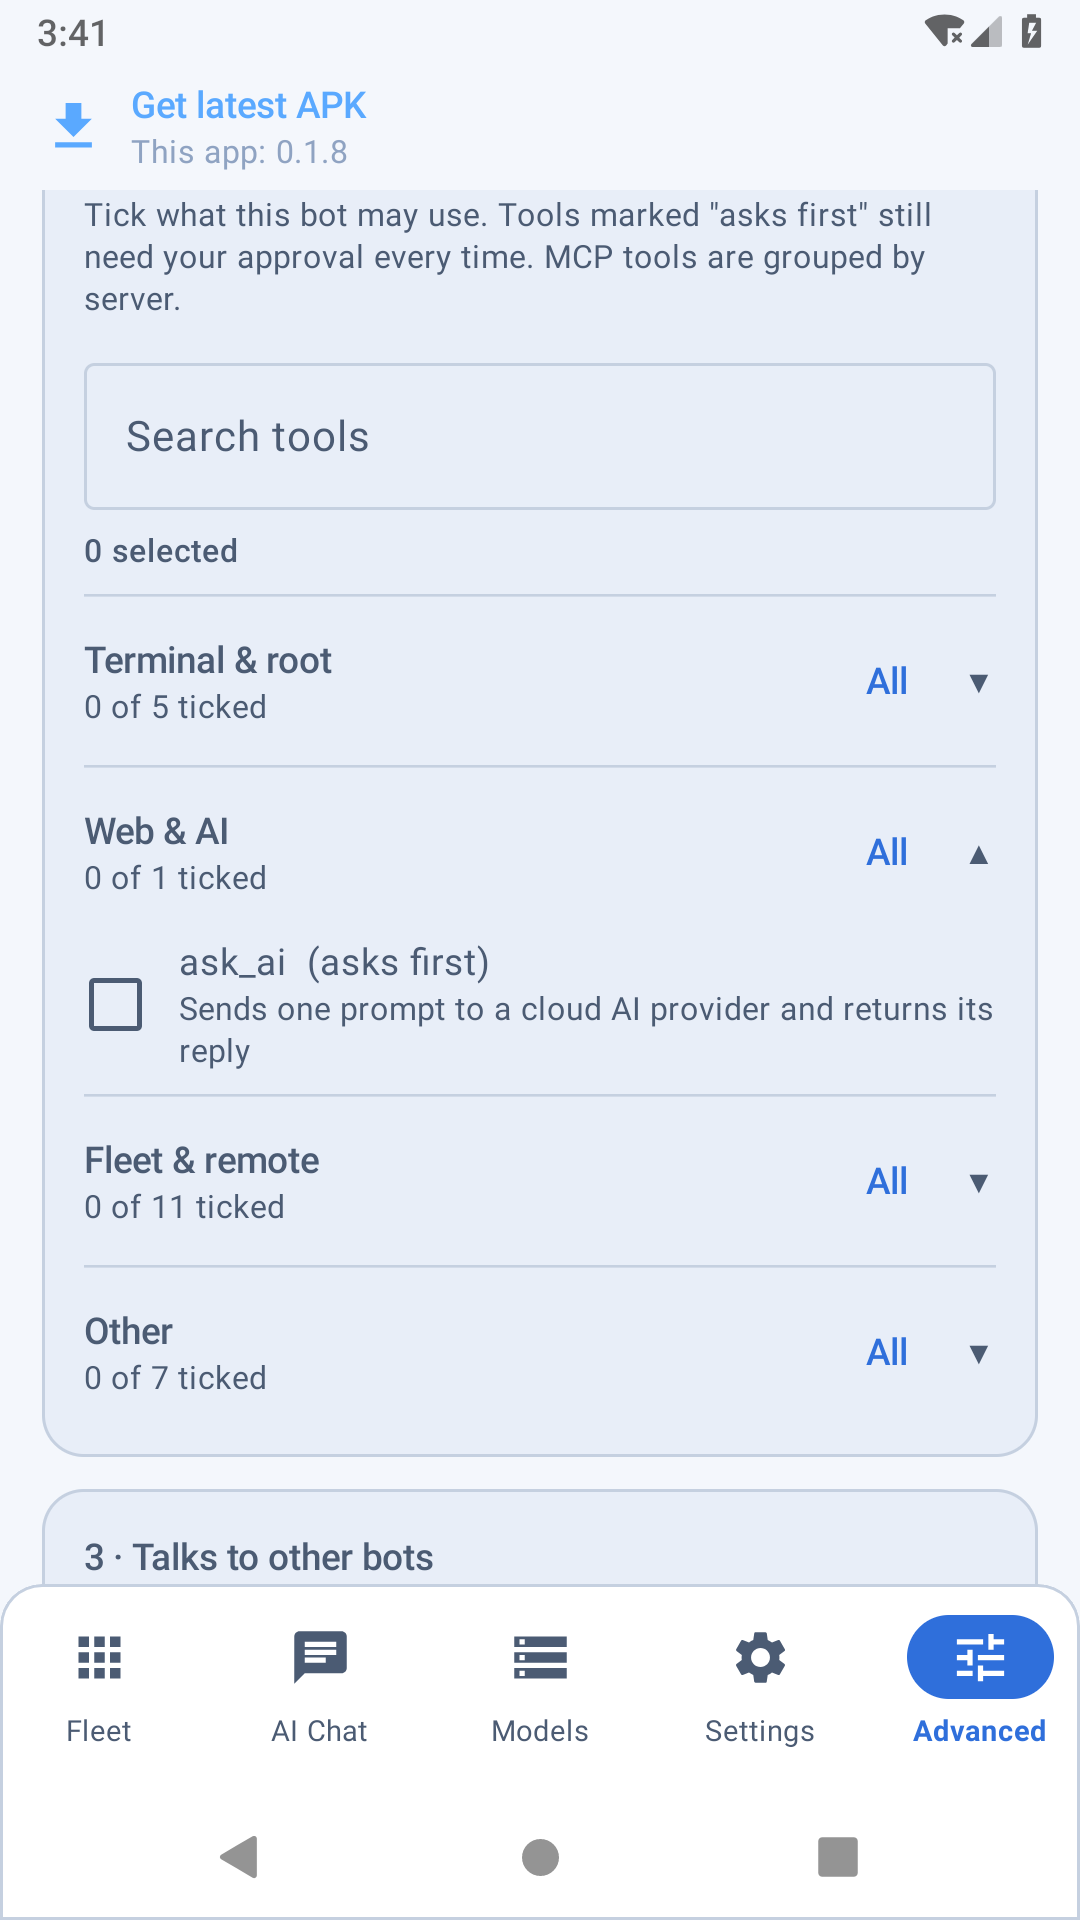 3:41
Get latest APK
This app: 0.1.8
Tick what this bot may use. Tools marked "asks first" still
need your approval every time. MCP tools are grouped by
server.
Search tools
0 selected
Terminal & root
0 of 5 ticked
All ▼
Web & AI
0 of 1 ticked
All ▲
ask_ai (asks first)
Sends one prompt to a cloud AI provider and returns its
reply
Fleet & remote
0 of 11 ticked
All ▼
Other
0 of 7 ticked
All ▼
3 · Talks to other bots
Fleet
AI Chat
Models
Settings
Advanced